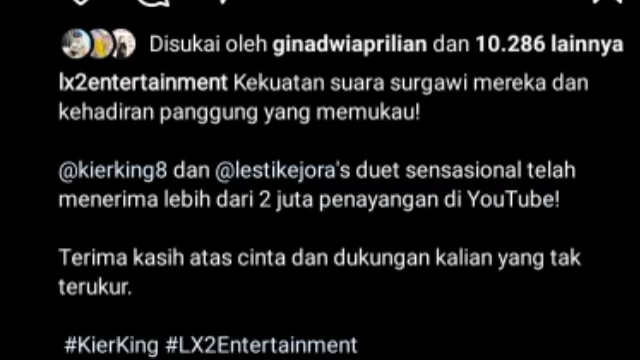 Disukai oleh ginadwiaprilian dan 10.286 lainnya
lx2entertainment Kekuatan suara surgawi mereka dan
kehadiran panggung yang memukau!
@kierking8 dan @lestikejora's duet sensasional telah
menerima lebih dari 2 juta penayangan di YouTube!
Terima kasih atas cinta dan dukungan kalian yang tak
terukur.
#KierKing #LX2Entertainment